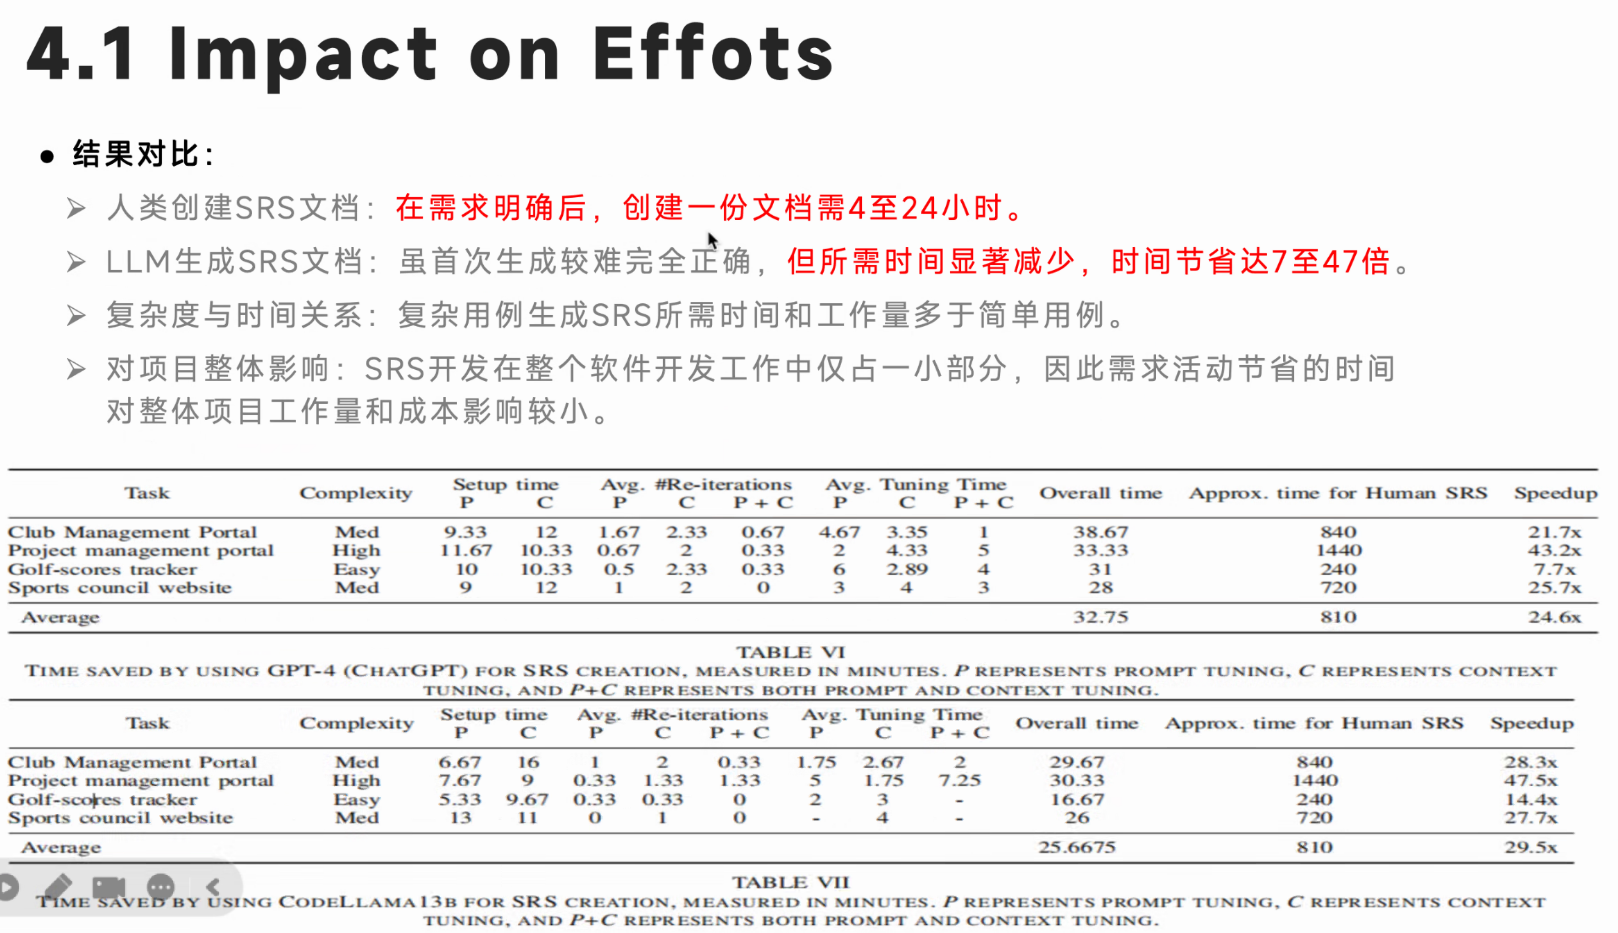 4.1 Impact on Effots
● 结果对比：
➢ 人类创建SRS文档：在需求明确后，创建一份文档需4至24小时。
➢ LLM生成SRS文档：虽首次生成较难完全正确，但所需时间显著减少，时间节省达7至47倍。
➢ 复杂度与时间关系：复杂用例生成SRS所需时间和工作量多于简单用例。
➢ 对项目整体影响：SRS开发在整个软件开发工作中仅占一小部分，因此需求活动节省的时间
对整体项目工作量和成本影响较小。
Task Complexity Setup time Avg. #Re-iterations Avg. Tuning Time Overall time Approx. time for Human SRS Speedup
P C P C P + C P C P + C
Club Management Portal Med 9.33 12 1.67 2.33 0.67 4.67 3.35 1 38.67 840 21.7x
Project management portal High 11.67 10.33 0.67 2 0.33 2 4.33 5 33.33 1440 43.2x
Golf-scores tracker Easy 10 10.33 0.5 2.33 0.33 6 2.89 4 31 240 7.7x
Sports council website Med 9 12 1 2 0 3 4 3 28 720 25.7x
Average 32.75 810 24.6x
TABLE VI
TIME SAVED BY USING GPT-4 (CHATGPT) FOR SRS CREATION, MEASURED IN MINUTES. P REPRESENTS PROMPT TUNING, C REPRESENTS CONTEXT
TUNING, AND P+C REPRESENTS BOTH PROMPT AND CONTEXT TUNING.
Task Complexity Setup time Avg. #Re-iterations Avg. Tuning Time Overall time Approx. time for Human SRS Speedup
P C P C P + C P C P + C
Club Management Portal Med 6.67 16 1 2 0.33 1.75 2.67 2 29.67 840 28.3x
Project management portal High 7.67 9 0.33 1.33 1.33 5 1.75 7.25 30.33 1440 47.5x
Golf-scores tracker Easy 5.33 9.67 0.33 0.33 0 2 3 - 16.67 240 14.4x
Sports council website Med 13 11 0 1 0 - 4 - 26 720 27.7x
Average 25.6675 810 29.5x
TABLE VII
TIME SAVED BY USING CODELLAMA13B FOR SRS CREATION, MEASURED IN MINUTES. P REPRESENTS PROMPT TUNING, C REPRESENTS CONTEXT
TUNING, AND P+C REPRESENTS BOTH PROMPT AND CONTEXT TUNING.